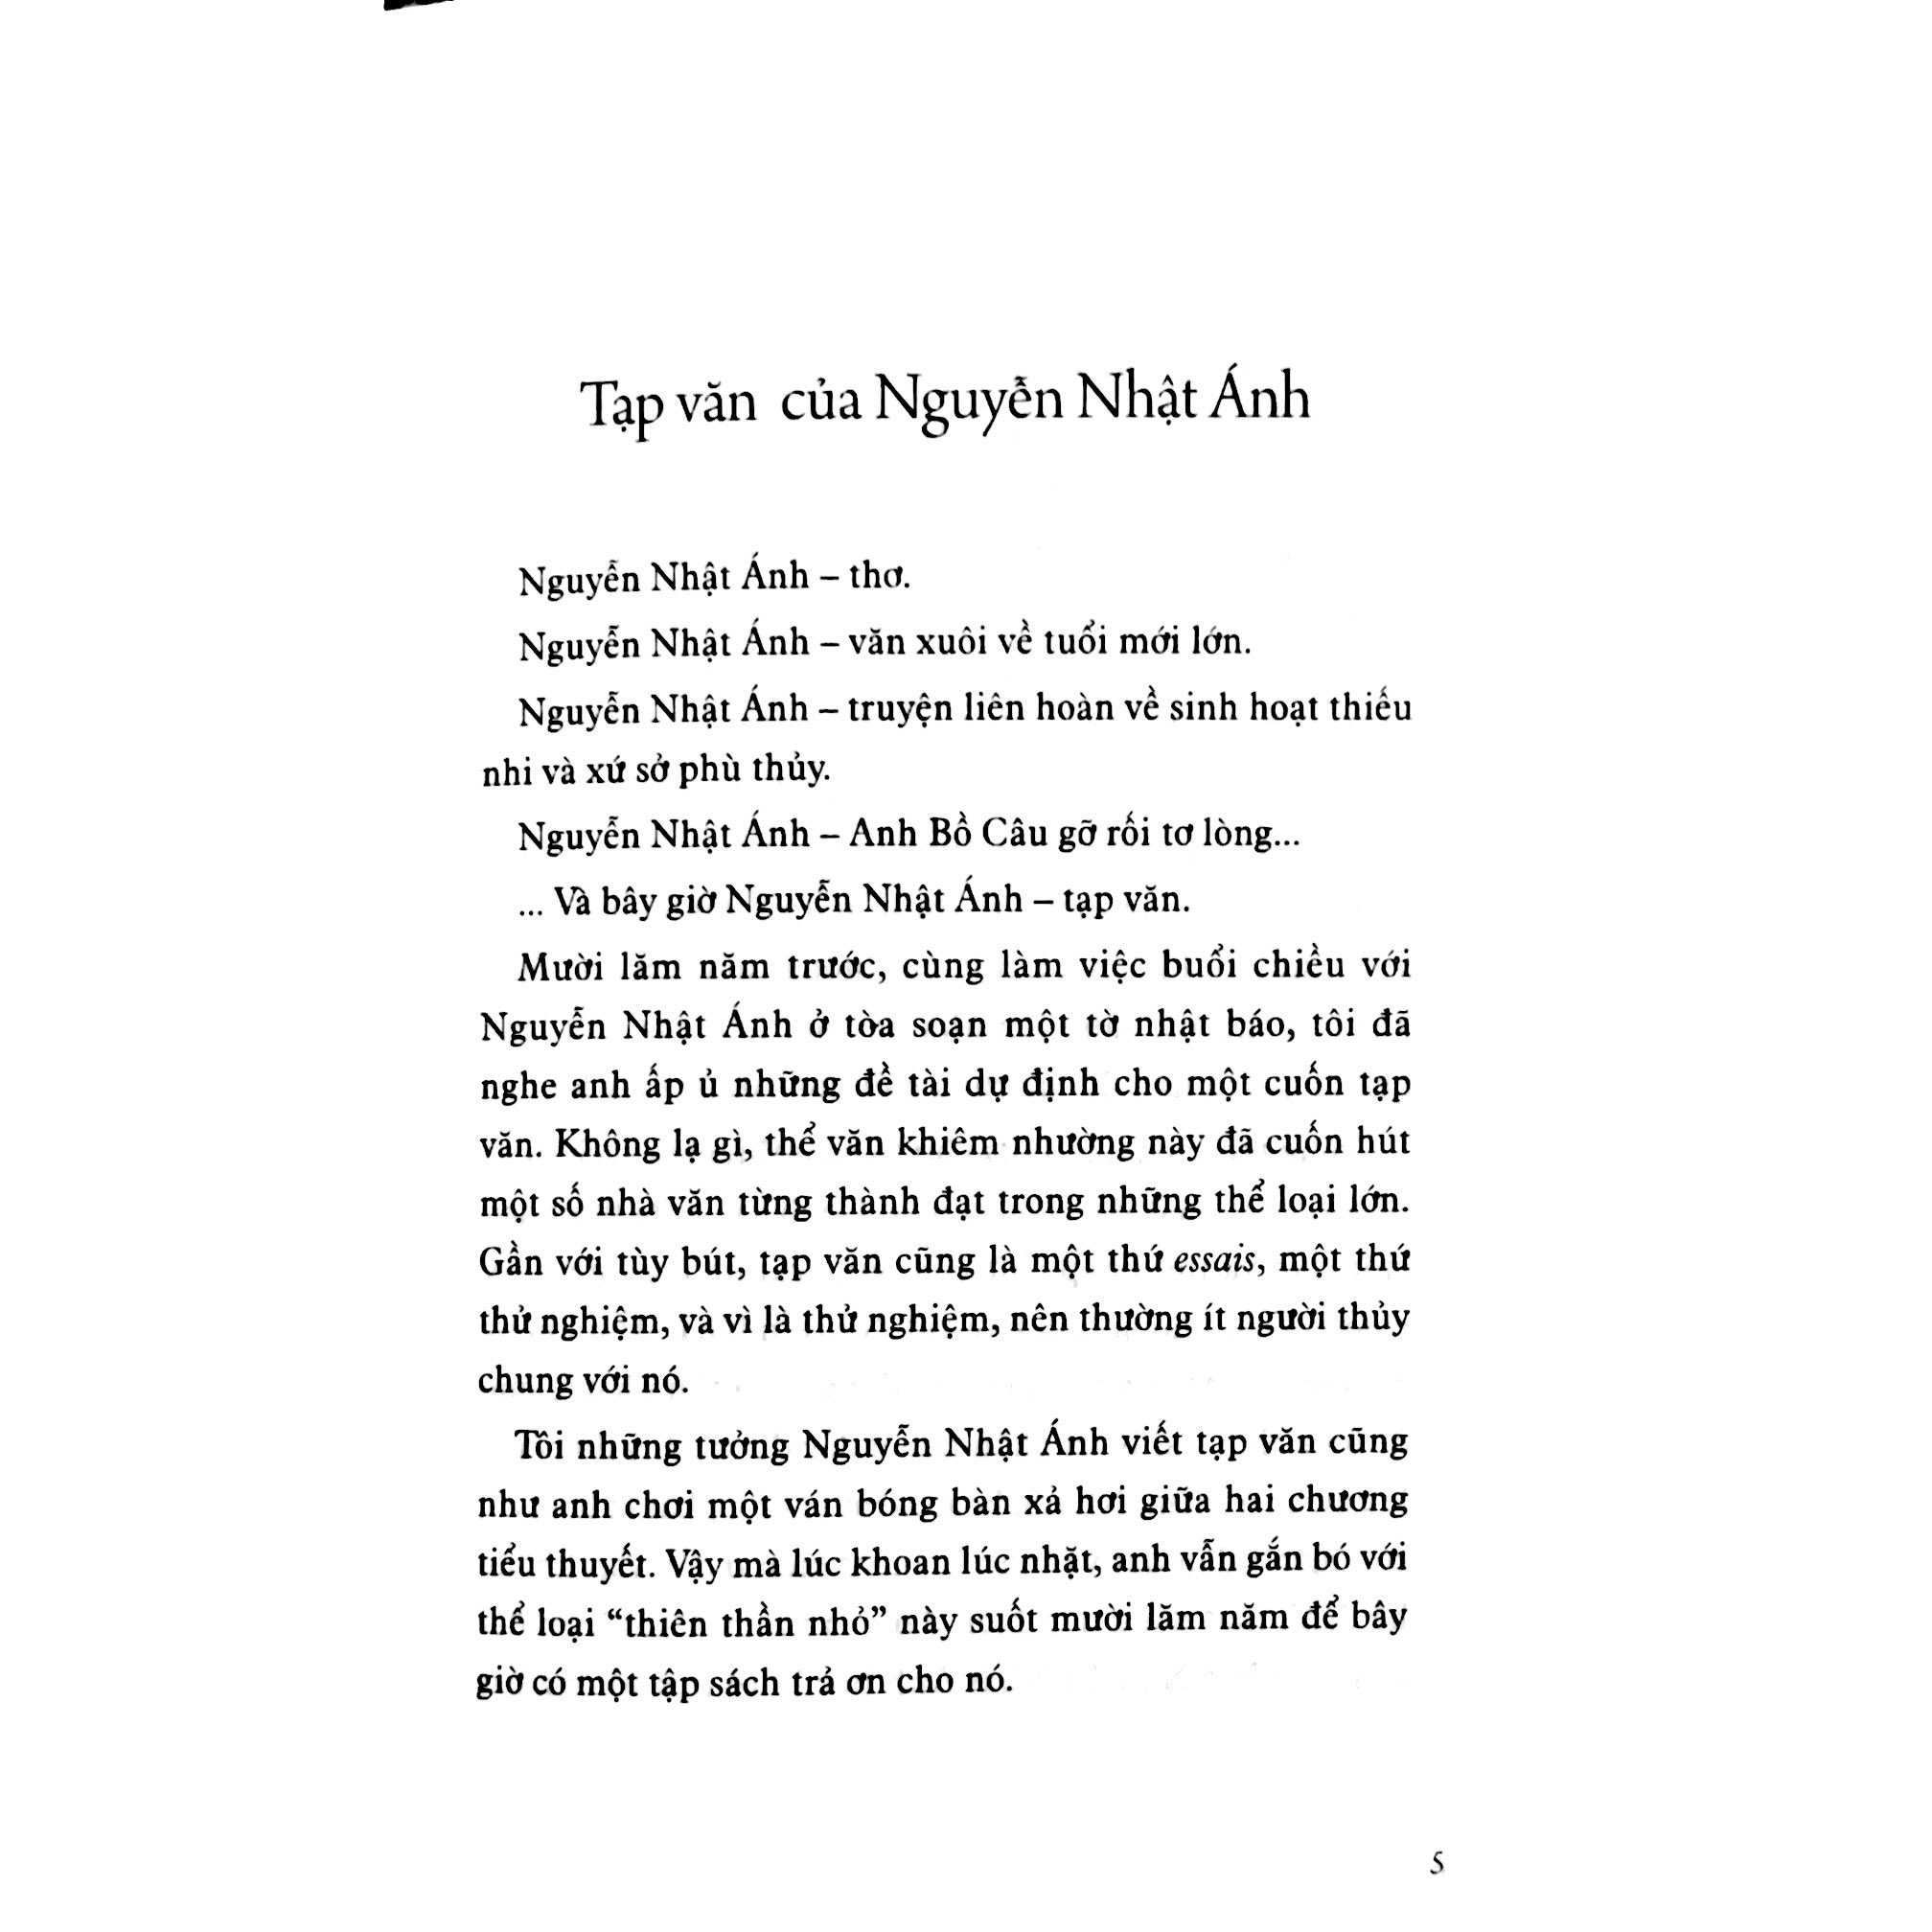 Tạp văn của Nguyễn Nhật Ánh
Nguyễn Nhật Ánh – thơ.
Nguyễn Nhật Ánh – văn xuôi về tuổi mới lớn.
Nguyễn Nhật Ánh – truyện liên hoàn về sinh hoạt thiếu
nhi và xứ sở phù thủy.
Nguyễn Nhật Ánh – Anh Bồ Câu gỡ rối tơ lòng...
... Và bây giờ Nguyễn Nhật Ánh – tạp văn.
Mười lăm năm trước, cùng làm việc buổi chiều với
Nguyễn Nhật Ánh ở tòa soạn một tờ nhật báo, tôi đã
nghe anh ấp ủ những đề tài dự định cho một cuốn tạp
văn. Không lạ gì, thể văn khiêm nhường này đã cuốn hút
một số nhà văn từng thành đạt trong những thể loại lớn.
Gần với tùy bút, tạp văn cũng là một thứ essais, một thứ
thử nghiệm, và vì là thử nghiệm, nên thường ít người thủy
chung với nó.
Tôi những tưởng Nguyễn Nhật Ánh viết tạp văn cũng
như anh chơi một ván bóng bàn xả hơi giữa hai chương
tiểu thuyết. Vậy mà lúc khoan lúc nhặt, anh vẫn gắn bó với
thể loại “thiên thần nhỏ” này suốt mười lăm năm để bây
giờ có một tập sách trả ơn cho nó.
5